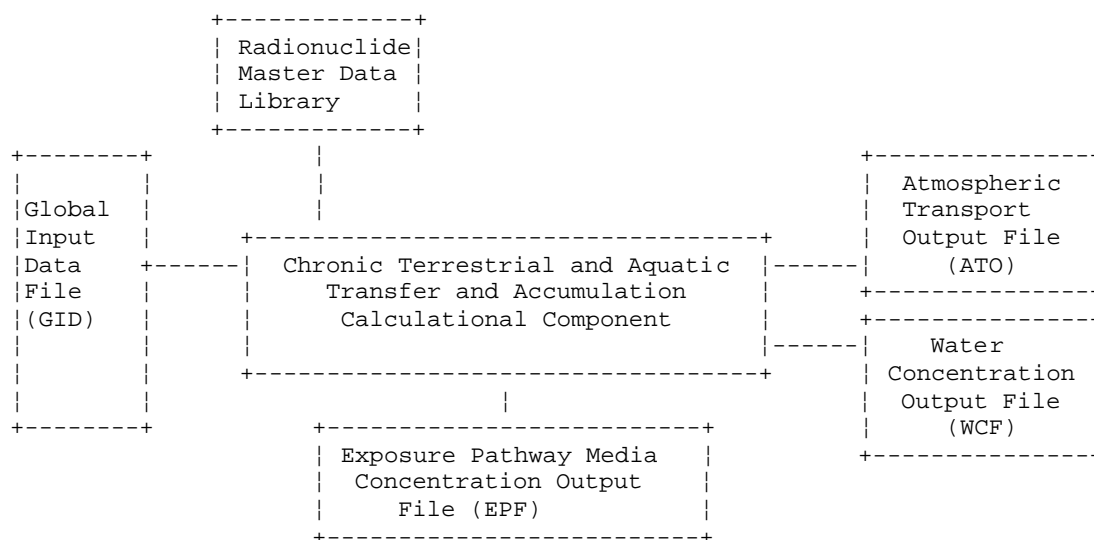 Radionuclide
Master Data
Library
Global
Input
Data
File
(GID)
Chronic Terrestrial and Aquatic
Transfer and Accumulation
Calculational Component
Atmospheric
Transport
Output File
(ATO)
Water
Concentration
Output File
(WCF)
Exposure Pathway Media
Concentration Output
File (EPF)